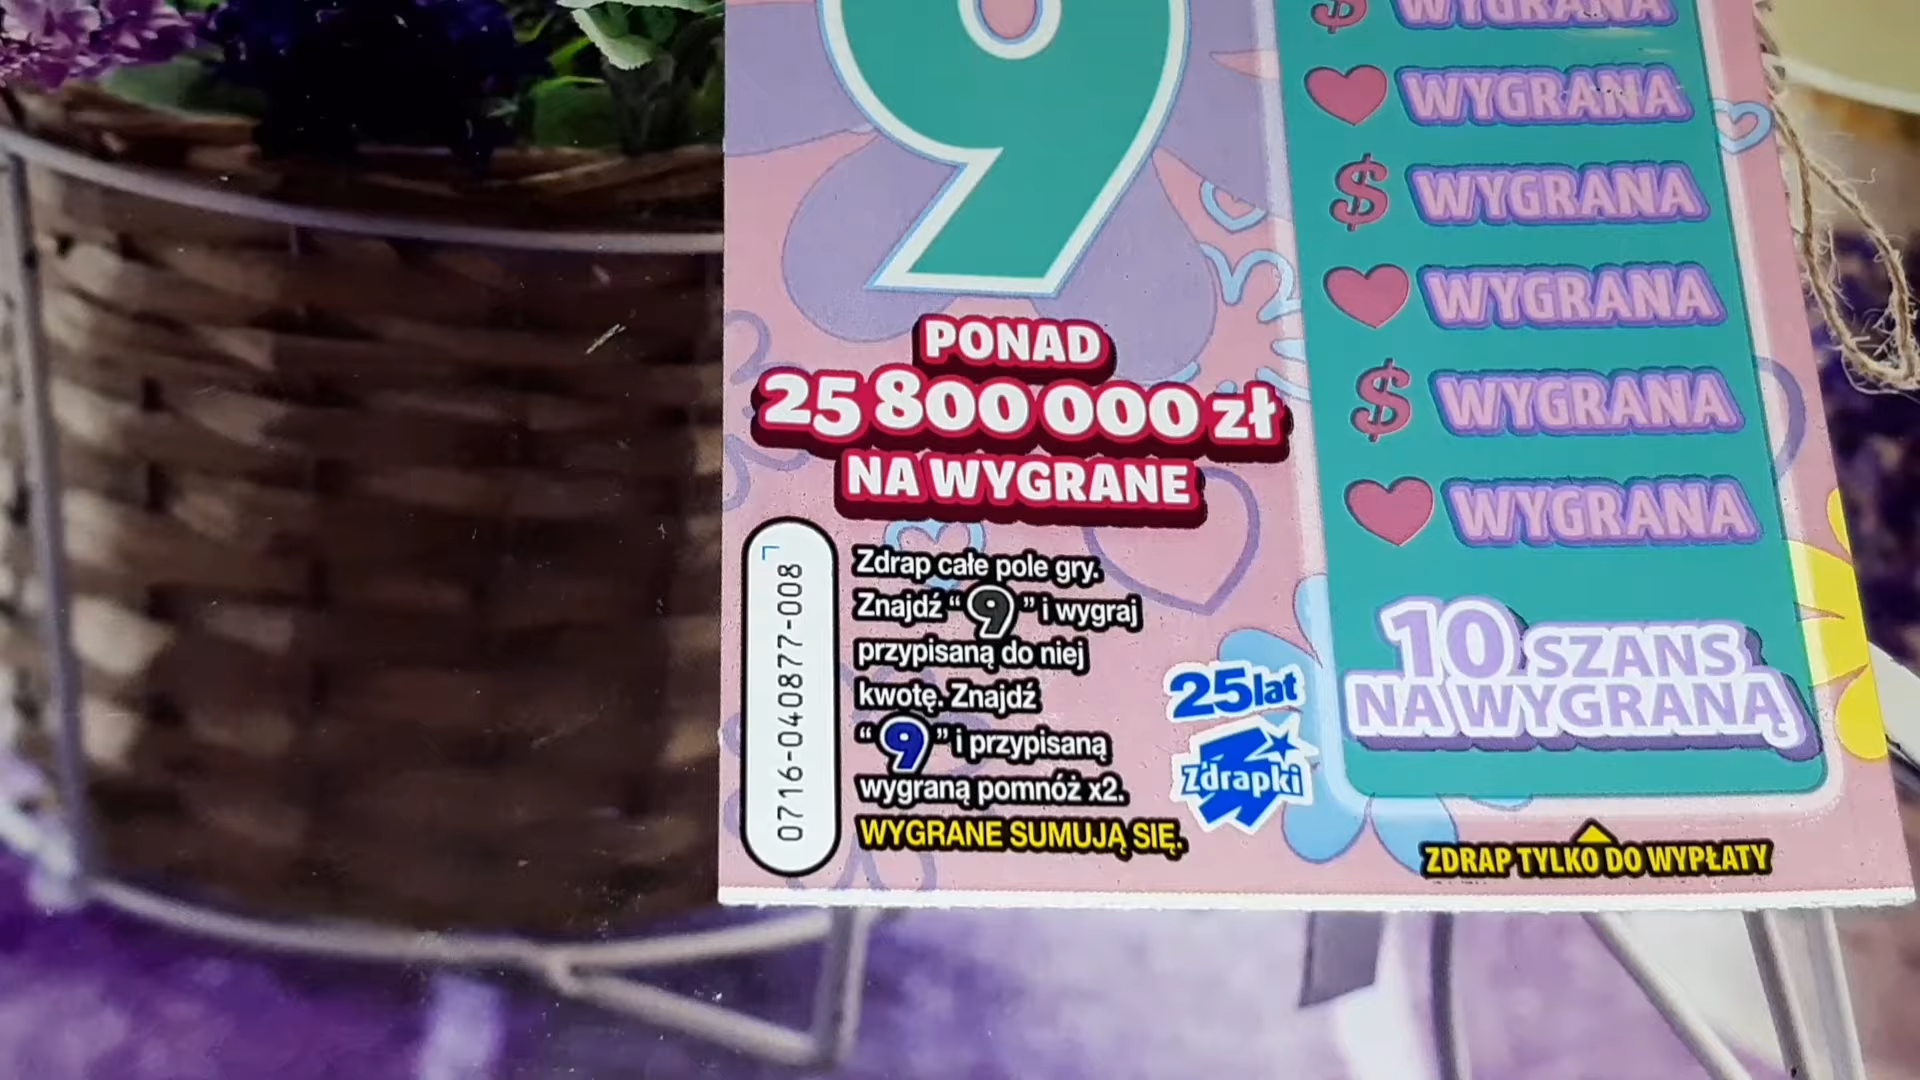 9
PONAD
25 800 000 zł
NA WYGRANE
0716-040877-008
Zdrap całe pole gry.
Znajdź “9” i wygraj
przypisaną do niej
kwotę. Znajdź
“9” i przypisaną
wygraną pomnóż x2.
WYGRANE SUMUJĄ SIĘ.
25lat
Zdrapki
$ WYGRANA
WYGRANA
$ WYGRANA
WYGRANA
$ WYGRANA
WYGRANA
10 SZANS
NA WYGRANĄ
ZDRAP TYLKO DO WYPŁATY